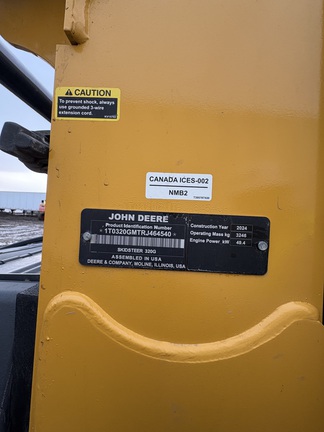 CAUTION
To prevent shock, always
use grounded 3-wire
extension cord.
CANADA ICES-002
NMB2
JOHN DEERE
Product Identification Number
*1T0320GMTRJ464540*
SKIDSTEER 320G
ASSEMBLED IN USA
DEERE & COMPANY, MOLINE, ILLINOIS, USA
Construction Year 2024
Operating Mass kg 3246
Engine Power, kW 49.4